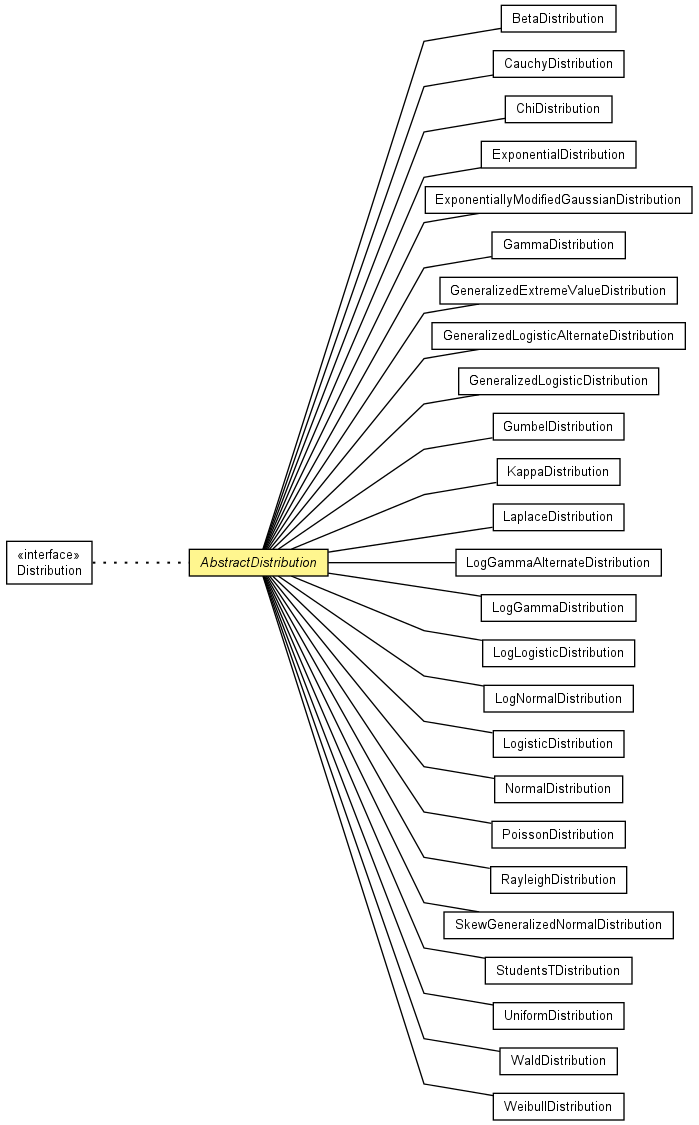 BetaDistribution
CauchyDistribution
ChiDistribution
ExponentialDistribution
ExponentiallyModifiedGaussianDistribution
GammaDistribution
GeneralizedExtremeValueDistribution
GeneralizedLogisticAlternateDistribution
GeneralizedLogisticDistribution
GumbelDistribution
KappaDistribution
LaplaceDistribution
«interface»
Distribution
AbstractDistribution
LogGammaAlternateDistribution
LogGammaDistribution
LogLogisticDistribution
LogNormalDistribution
LogisticDistribution
NormalDistribution
PoissonDistribution
RayleighDistribution
SkewGeneralizedNormalDistribution
StudentsTDistribution
UniformDistribution
WaldDistribution
WeibullDistribution